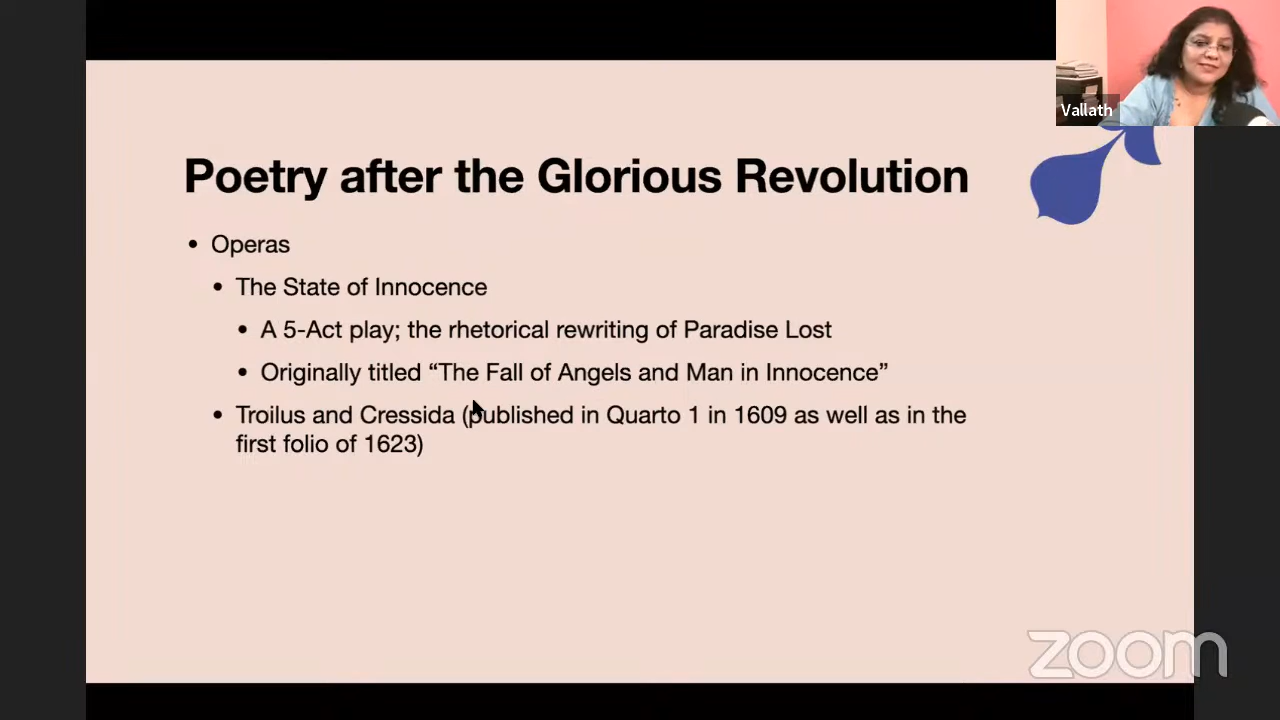 Vallath
Poetry after the Glorious Revolution
• Operas
• The State of Innocence
• A 5-Act play; the rhetorical rewriting of Paradise Lost
• Originally titled “The Fall of Angels and Man in Innocence”
• Troilus and Cressida (published in Quarto 1 in 1609 as well as in the
first folio of 1623)
zoom